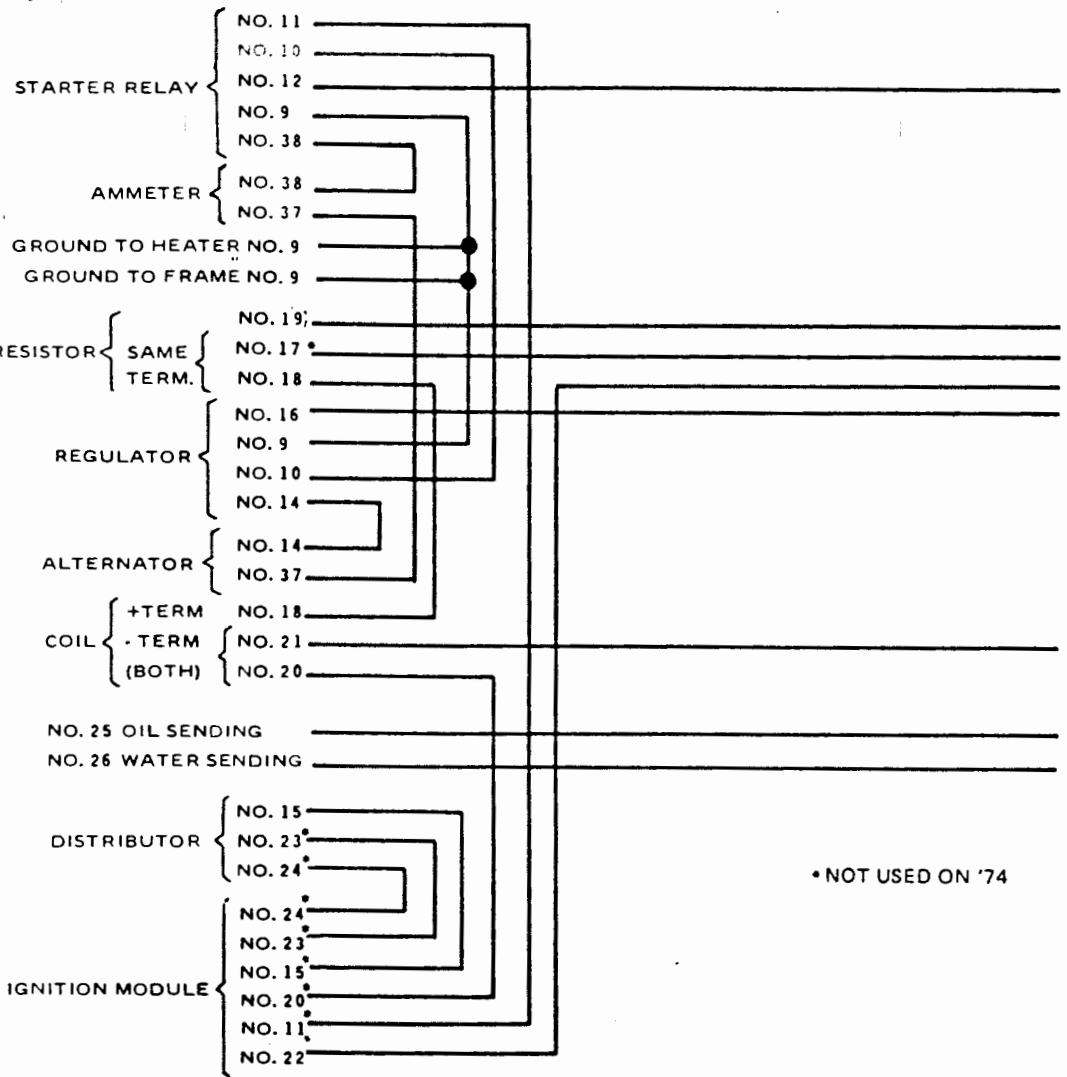 NO. 11
NO. 10
STARTER RELAY
NO. 12
NO. 9
NO. 38
AMMETER
NO. 38
NO. 37
GROUND TO HEATER NO. 9
GROUND TO FRAME NO. 9
NO. 19
RESISTOR
SAME
TERM.
NO. 17*
NO. 18
REGULATOR
NO. 16
NO. 9
NO. 10
NO. 14
ALTERNATOR
NO. 14
NO. 37
COIL
+TERM NO. 18
- TERM
(BOTH)
NO. 21
NO. 20
NO. 25 OIL SENDING
NO. 26 WATER SENDING
DISTRIBUTOR
NO. 15
NO. 23*
NO. 24*
*NOT USED ON '74
IGNITION MODULE
NO. 24*
NO. 23*
NO. 15*
NO. 20*
NO. 11*
NO. 22*